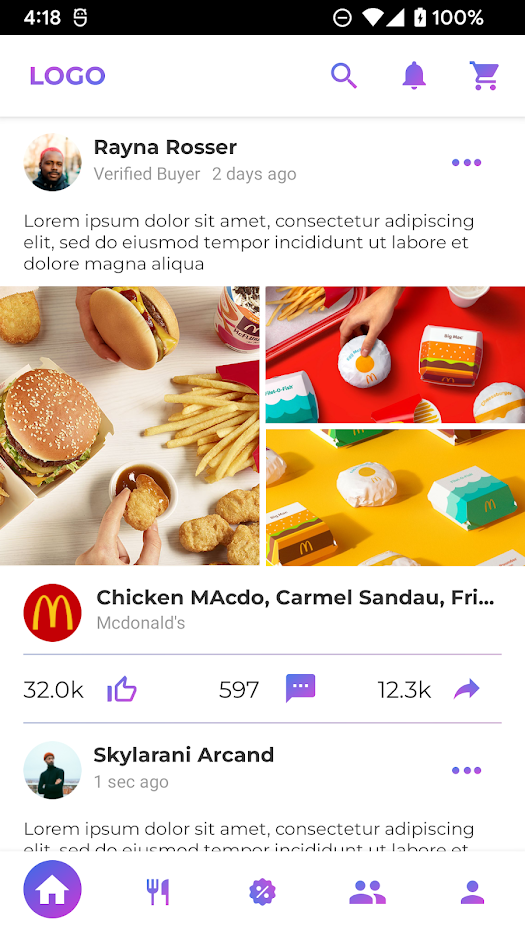 4:18 100%
LOGO
Rayna Rosser
Verified Buyer 2 days ago
Lorem ipsum dolor sit amet, consectetur adipiscing
elit, sed do eiusmod tempor incididunt ut labore et
dolore magna aliqua
Big Mac
Filet-O-Fish
Big Mac
Chicken MAcdo, Carmel Sandau, Fri...
Mcdonald's
32.0k 597 12.3k
Skylarani Arcand
1 sec ago
Lorem ipsum dolor sit amet, consectetur adipiscing
elit, sed do eiusmod tempor incididunt ut labore et